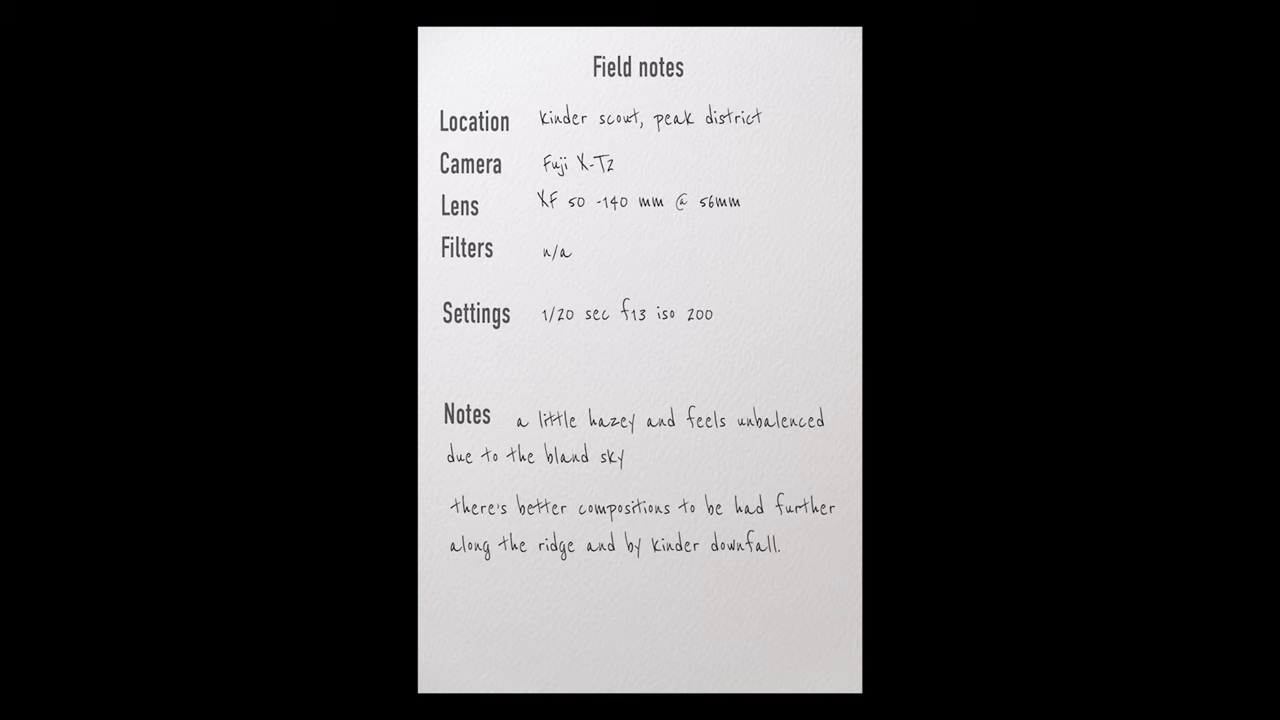 Field notes
Location kinder scout, peak district
Camera Fuji X-T2
Lens XF 50 -140 mm @ 56mm
Filters n/a
Settings 1/20 sec f13 iso 200
Notes a little hazey and feels unbalenced
due to the bland sky
there's better compositions to be had further
along the ridge and by kinder downfall.